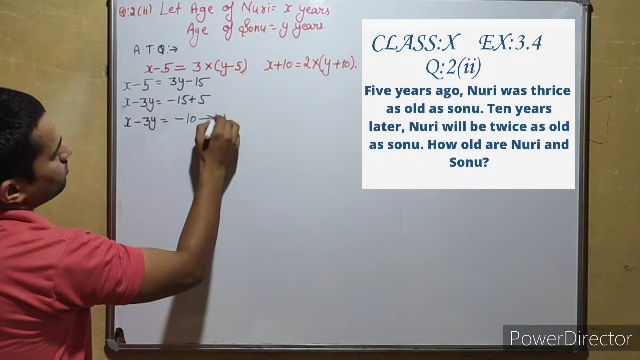 Q:2(ii) Let Age of Nuri = x years
Age of Sonu = y years.
A.T.Q:→
x-5 = 3×(y-5) x+10=2×(y+10).
x-5 = 3y-15
x-3y = -15+5
x-3y = -10
CLASS:X EX:3.4
Q:2(ii)
Five years ago, Nuri was thrice
as old as sonu. Ten years
later, Nuri will be twice as old
as sonu. How old are Nuri and
Sonu?
PowerDirector